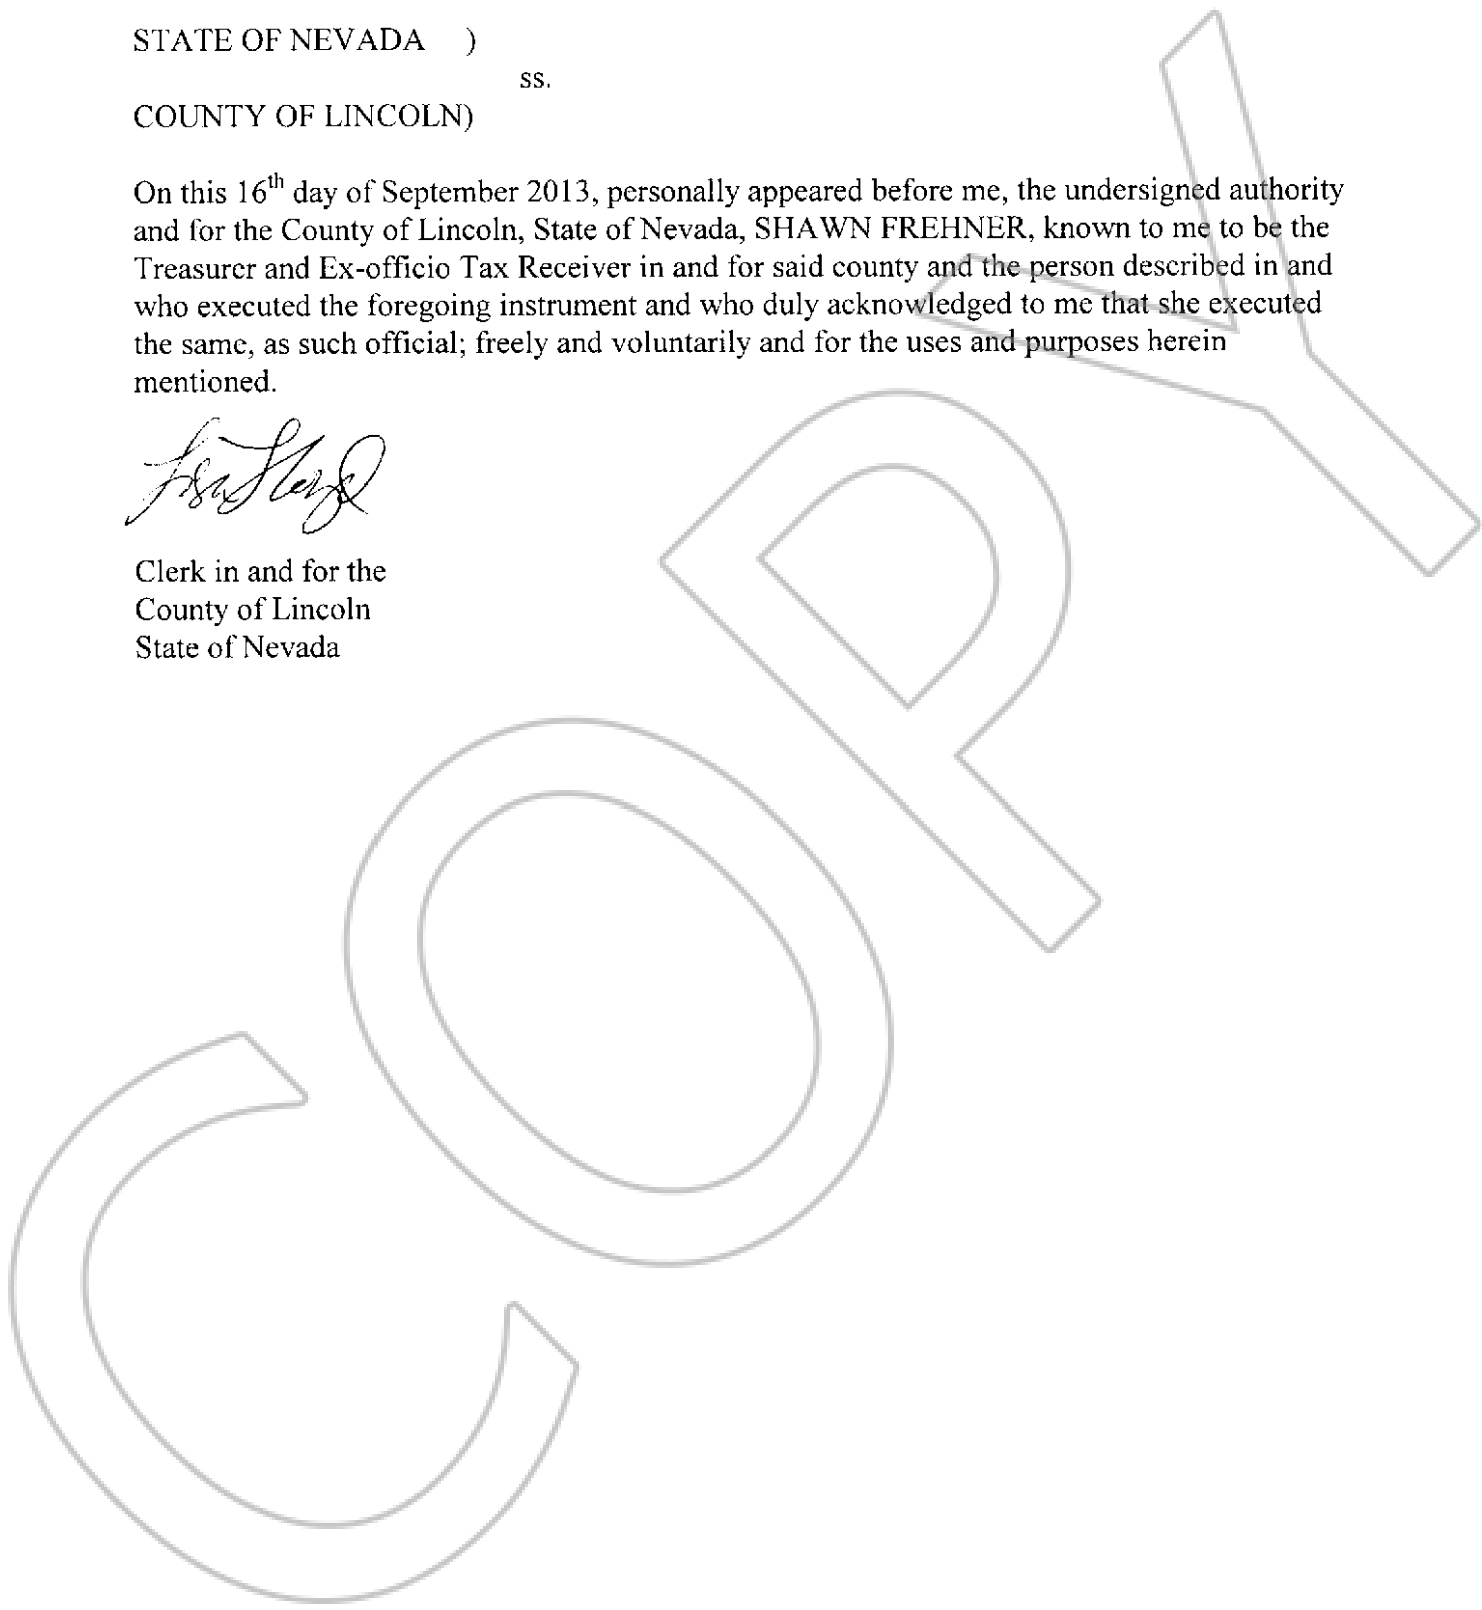 STATE OF NEVADA )
ss.
COUNTY OF LINCOLN)
On this 16th day of September 2013, personally appeared before me, the undersigned authority
and for the County of Lincoln, State of Nevada, SHAWN FREHNER, known to me to be the
Treasurer and Ex-officio Tax Receiver in and for said county and the person described in and
who executed the foregoing instrument and who duly acknowledged to me that she executed
the same, as such official; freely and voluntarily and for the uses and purposes herein
mentioned.
Lisa Lloyd
Clerk in and for the
County of Lincoln
State of Nevada
COPY